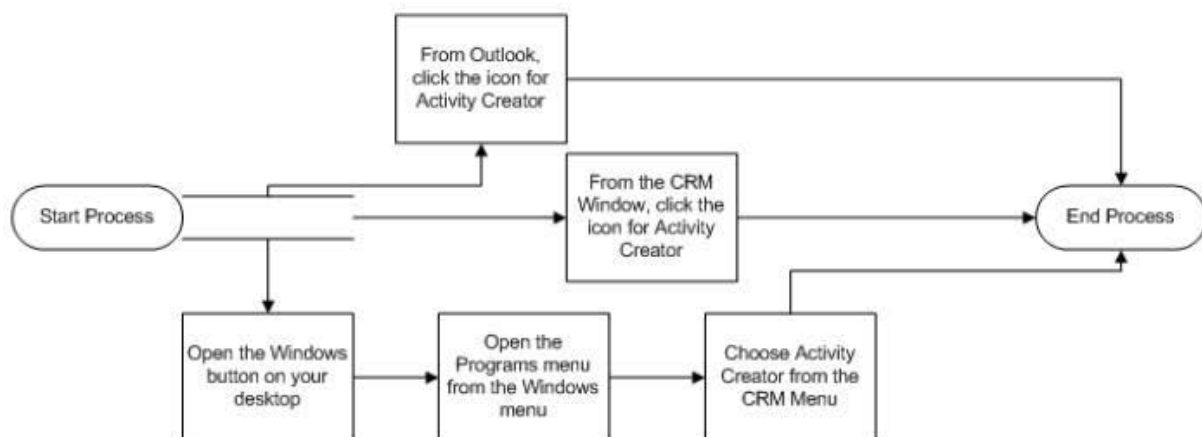 From Outlook,
click the icon for
Activity Creator
Start Process
From the CRM
Window, click the
icon for Activity
Creator
End Process
Open the Windows
button on your
desktop
Open the
Programs menu
from the Windows
menu
Choose Activity
Creator from the
CRM Menu